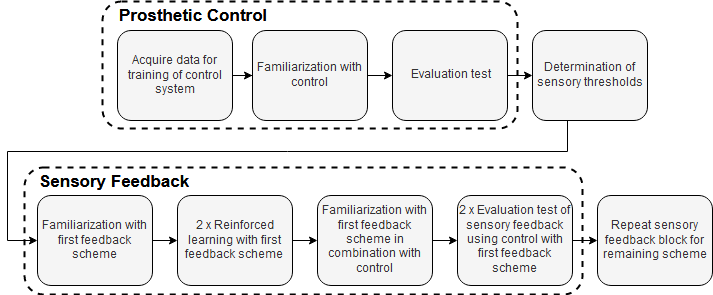 Prosthetic Control
Acquire data for
training of control
system
Familiarization with
control
Evaluation test
Determination of
sensory thresholds
Sensory Feedback
Familiarization with
first feedback
scheme
2 x Reinforced
learning with first
feedback scheme
Familiarization with
first feedback
scheme in
combination with
control
2 x Evaluation test of
sensory feedback
using control with
first feedback
scheme
Repeat sensory
feedback block for
remaining scheme